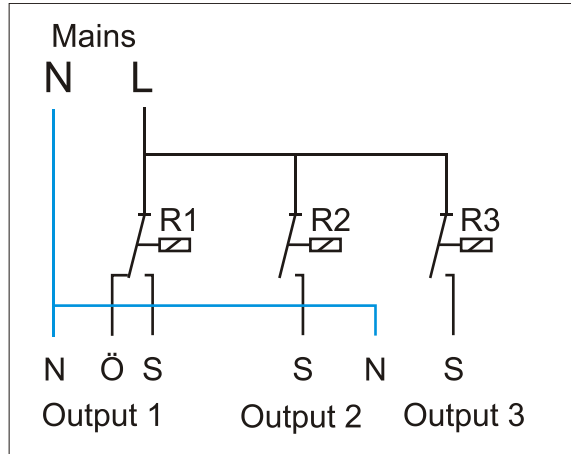 Mains
N L
R1 R2 R3
N Ö S S N S
Output 1 Output 2 Output 3